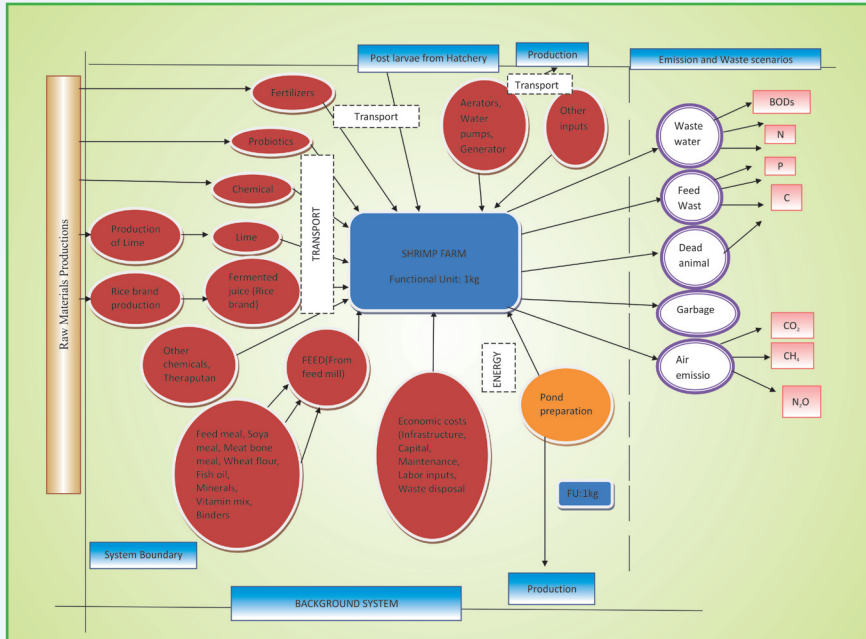 Post larvae from Hatchery
Production
Emission and Waste scenarios
Raw Materials Productions
Fertilizers
Transport
Aerators,
Water
pumps,
Generator
Transport
Other
inputs
BODs
Waste
water
N
Probiotics
P
Chemical
TRANSPORT
Feed
Wast
C
Production
of Lime
Lime
SHRIMP FARM
Functional Unit: 1kg
Dead
animal
Rice brand
production
Fermented
juice (Rice
brand)
Garbage
CO₂
Other
chemicals,
Theraputan
FEED(From
feed mill)
ENERGY
Air
emissio
CH₄
N₂O
Pond
preparation
Feed meal, Soya
meal, Meat bone
meal, Wheat flour,
Fish oil,
Minerals,
Vitamin mix,
Binders
Economic costs
(Infrastructure,
Capital,
Maintenance,
Labor inputs,
Waste disposal
FU:1kg
System Boundary
Production
BACKGROUND SYSTEM